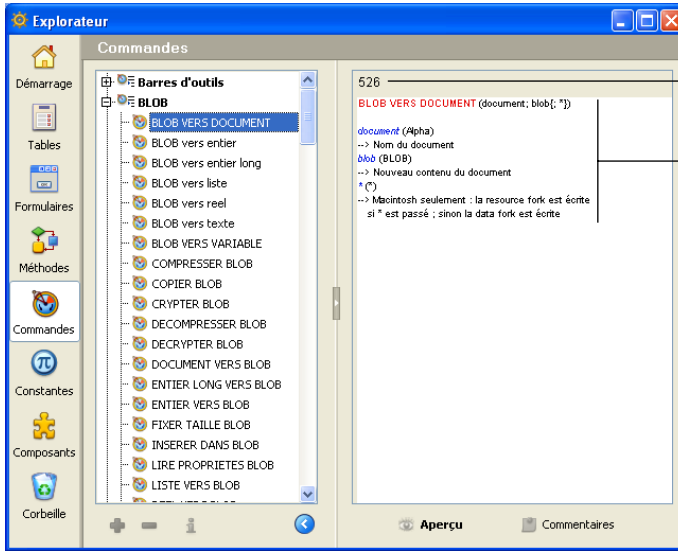 Explorateur
Commandes
Démarrage
Tables
Formulaires
Méthodes
Commandes
Constantes
Composants
Corbeille
Barres d'outils
BLOB
BLOB VERS DOCUMENT
BLOB vers entier
BLOB vers entier long
BLOB vers liste
BLOB vers reel
BLOB vers texte
BLOB VERS VARIABLE
COMPRESSER BLOB
COPIER BLOB
CRYPTER BLOB
DECOMPRESSER BLOB
DECRYPTER BLOB
DOCUMENT VERS BLOB
ENTIER LONG VERS BLOB
ENTIER VERS BLOB
FIXER TAILLE BLOB
INSERER DANS BLOB
LIRE PROPRIETES BLOB
LISTE VERS BLOB
526
BLOB VERS DOCUMENT (document; blob{; *})
document (Alpha)
--> Nom du document
blob (BLOB)
--> Nouveau contenu du document
* (*)
--> Macintosh seulement : la resource fork est écrite
si * est passé ; sinon la data fork est écrite
Aperçu
Commentaires